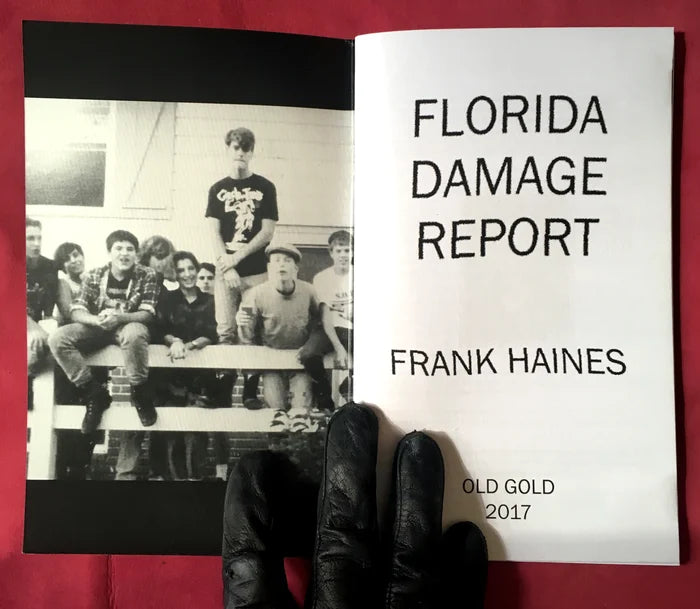 FLORIDA
DAMAGE
REPORT
FRANK HAINES
OLD GOLD
2017